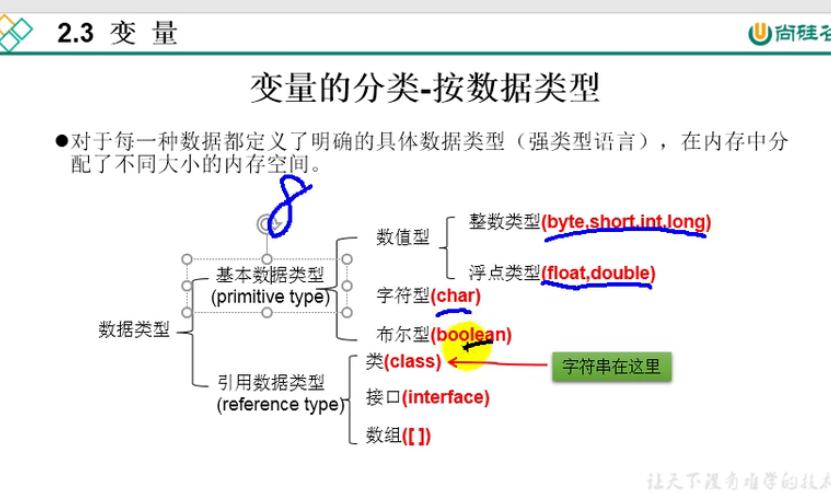 2.3 变 量
尚硅谷
变量的分类-按数据类型
●对于每一种数据都定义了明确的具体数据类型（强类型语言），在内存中分
配了不同大小的内存空间。
8
整数类型(byte,short,int,long)
数值型
浮点类型(float,double)
基本数据类型
(primitive type)
字符型(char)
数据类型
布尔型(boolean)
类(class)
字符串在这里
引用数据类型
(reference type)
接口(interface)
数组([ ])
让天下没有难学的技术